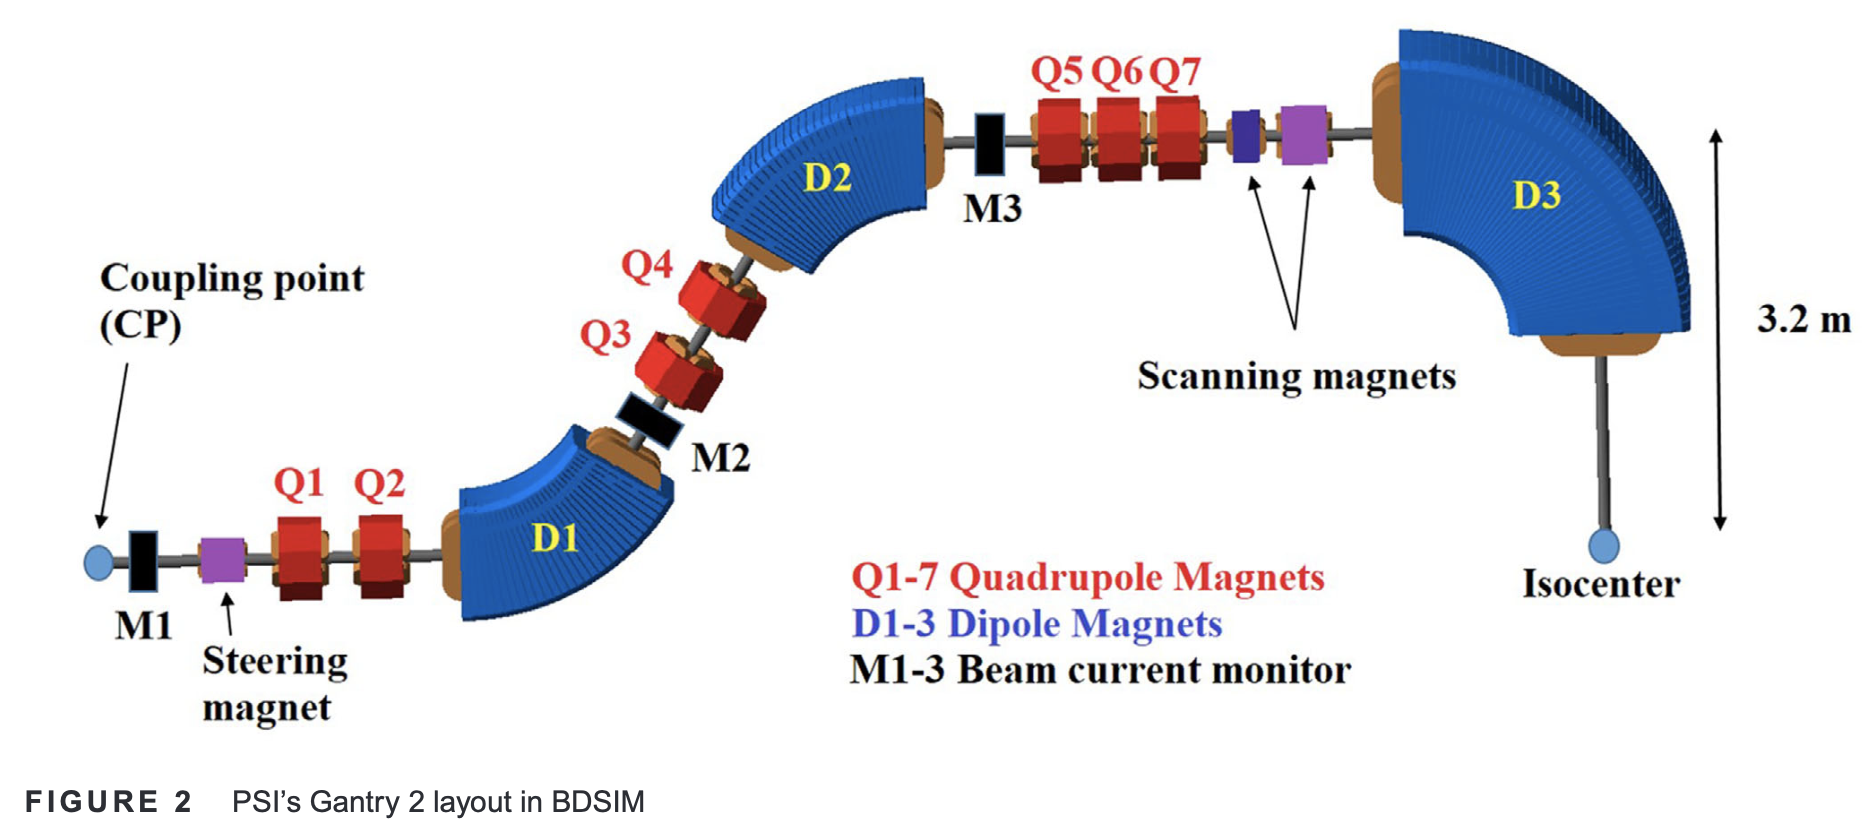 Q5 Q6 Q7
D2
D3
M3
Q4
Coupling point
(CP)
3.2 m
Q3
Scanning magnets
M2
Q1 Q2
D1
Isocenter
Q1-7 Quadrupole Magnets
D1-3 Dipole Magnets
M1-3 Beam current monitor
M1
Steering
magnet
FIGURE 2 PSI’s Gantry 2 layout in BDSIM